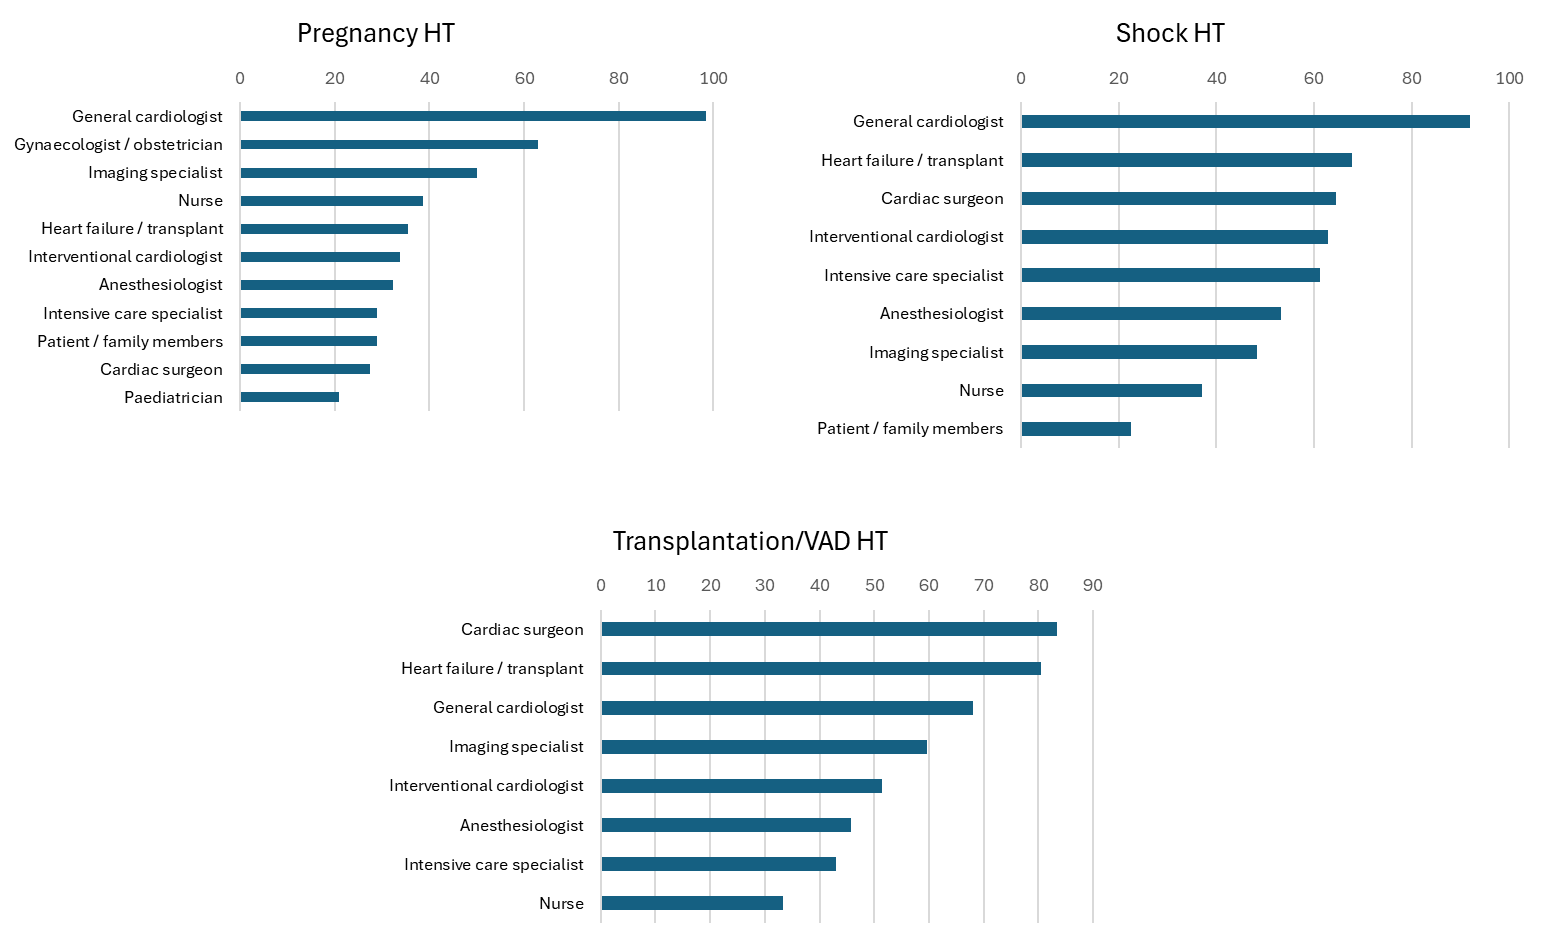 Pregnancy HT
0 20 40 60 80 100
General cardiologist
Gynaecologist / obstetrician
Imaging specialist
Nurse
Heart failure / transplant
Interventional cardiologist
Anesthesiologist
Intensive care specialist
Patient / family members
Cardiac surgeon
Paediatrician
Shock HT
0 20 40 60 80 100
General cardiologist
Heart failure / transplant
Cardiac surgeon
Interventional cardiologist
Intensive care specialist
Anesthesiologist
Imaging specialist
Nurse
Patient / family members
Transplantation/VAD HT
0 10 20 30 40 50 60 70 80 90
Cardiac surgeon
Heart failure / transplant
General cardiologist
Imaging specialist
Interventional cardiologist
Anesthesiologist
Intensive care specialist
Nurse